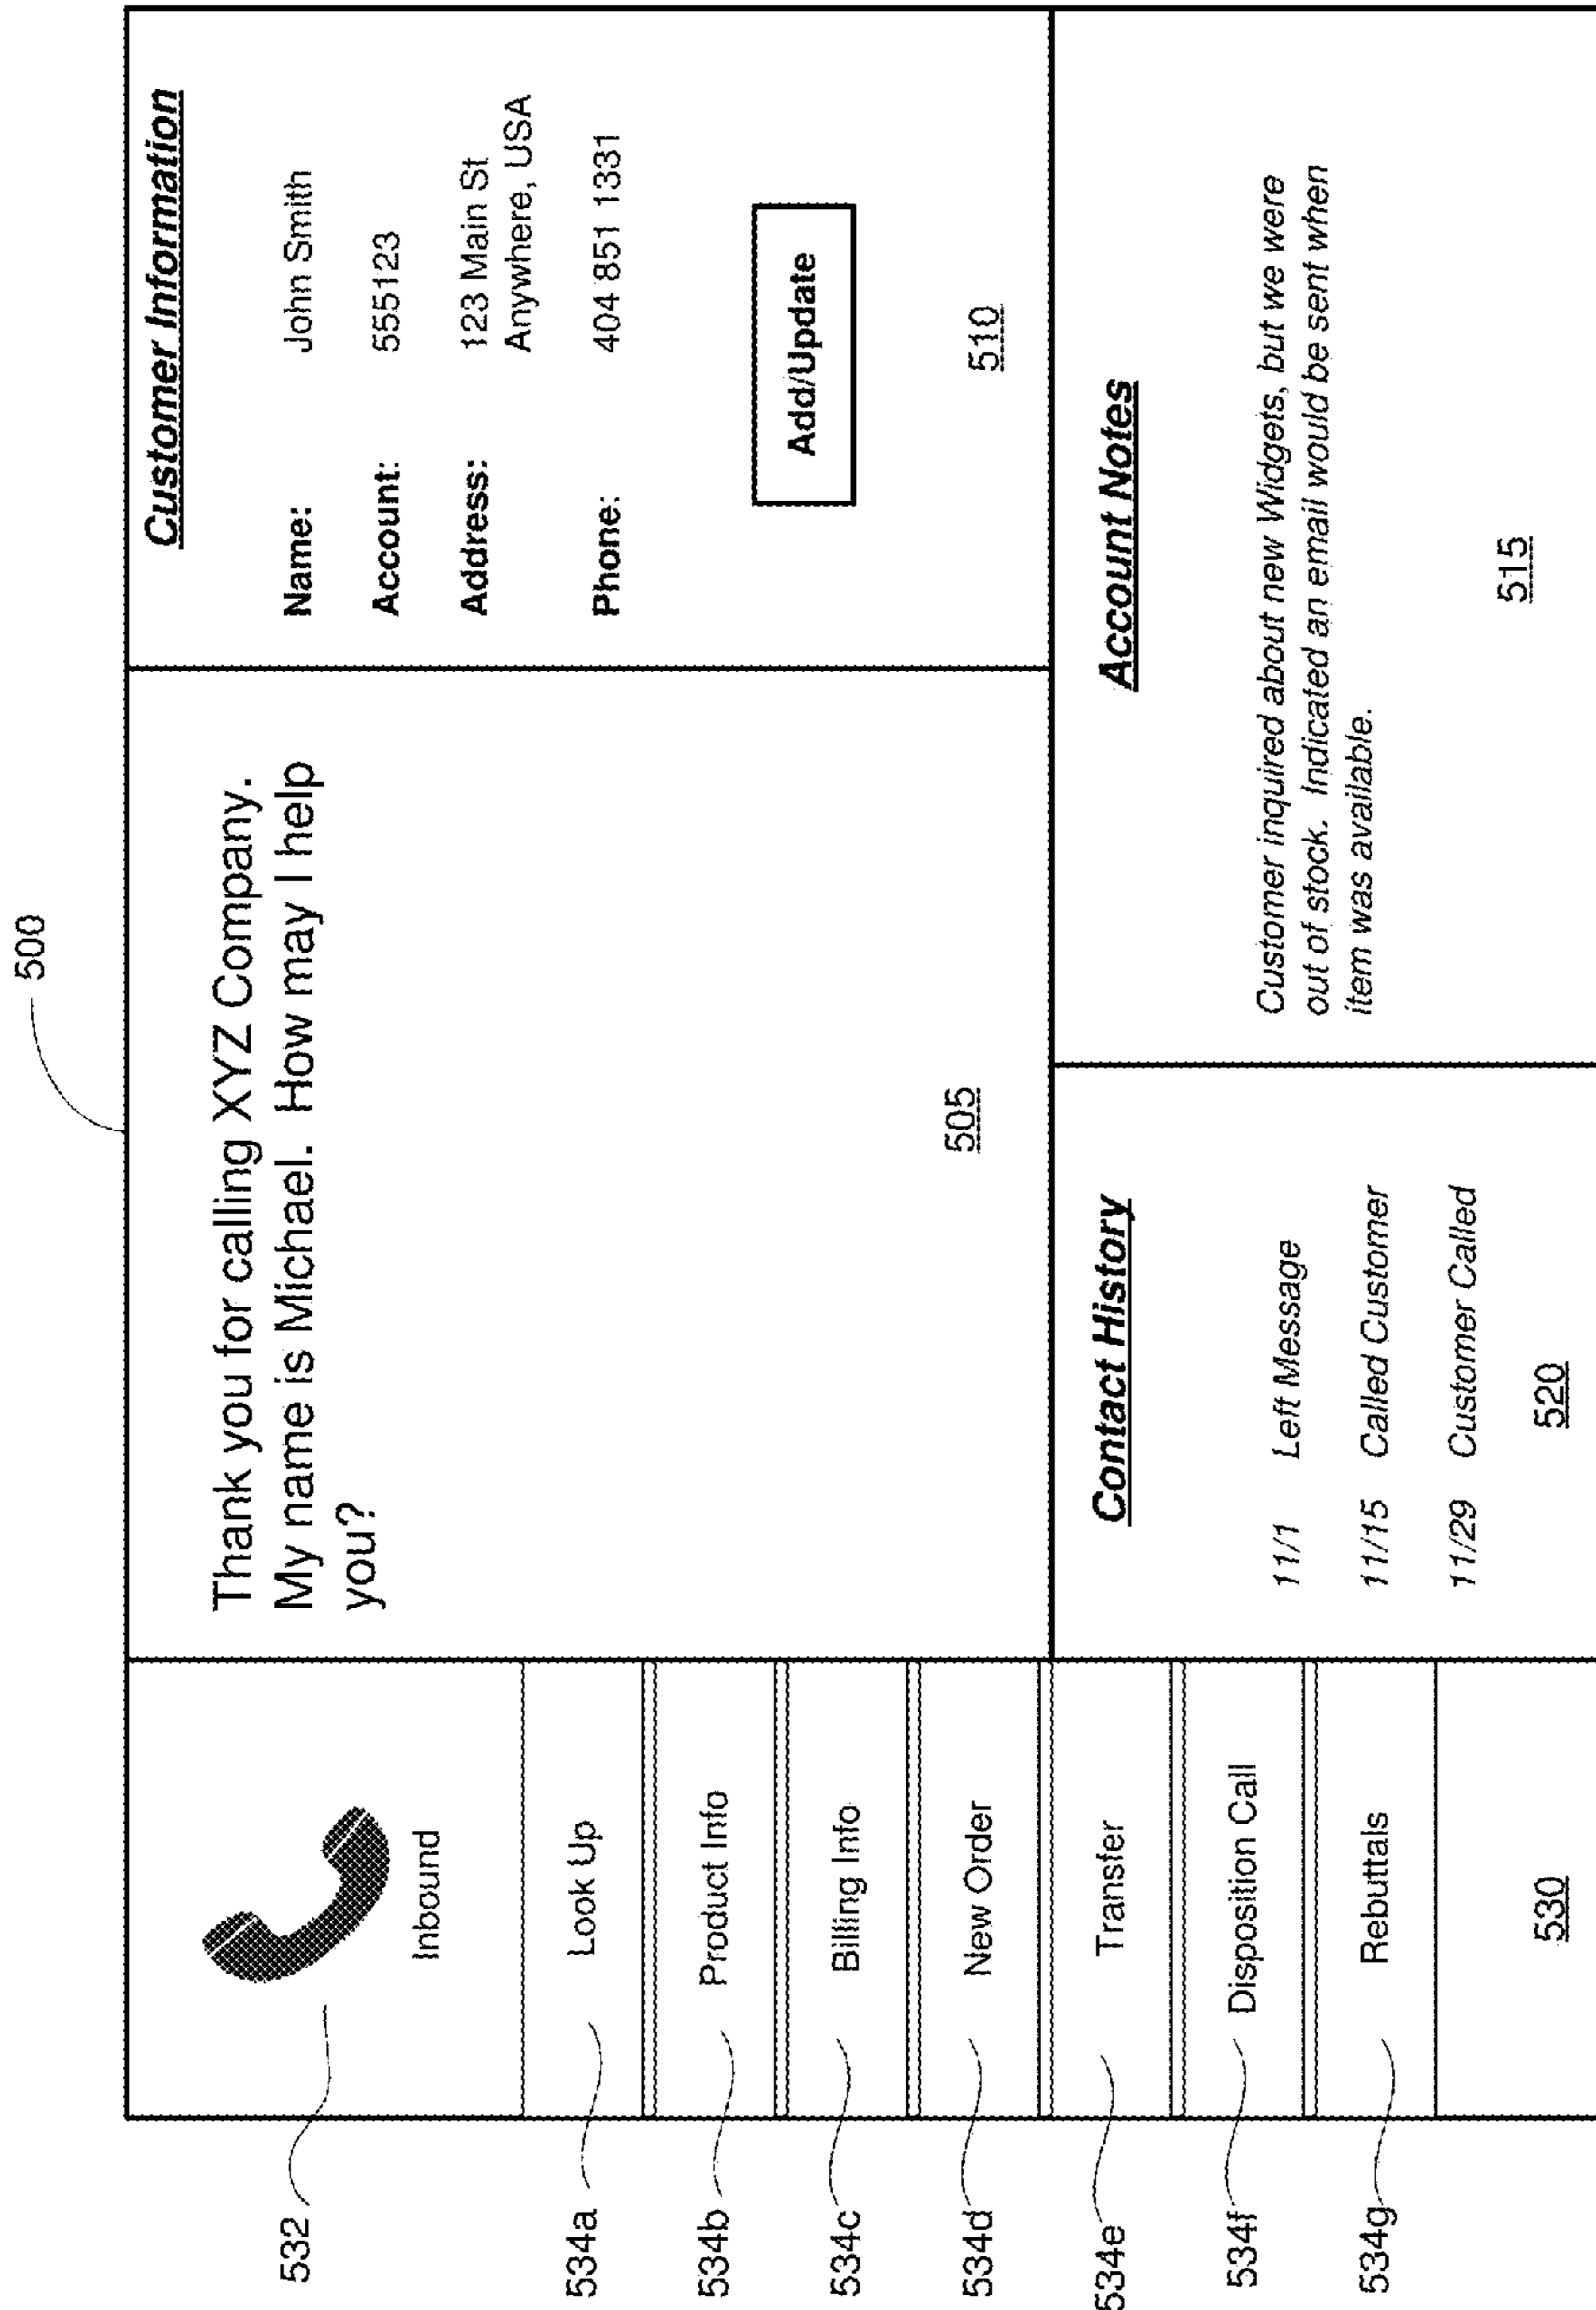 500
532
Inbound
534a
Look Up
534b
Product Info
534c
Billing Info
534d
New Order
534e
Transfer
534f
Disposition Call
534g
Rebuttals
530
Thank you for calling XYZ Company.
My name is Michael. How may I help
you?
505
Customer Information
Name: John Smith
Account: 555123
Address: 123 Main St
Anywhere, USA
Phone: 404 851 1331
Add/Update
510
Contact History
11/1 Left Message
11/15 Called Customer
11/29 Customer Called
520
Account Notes
Customer inquired about new Widgets, but we were
out of stock. Indicated an email would be sent when
item was available.
515